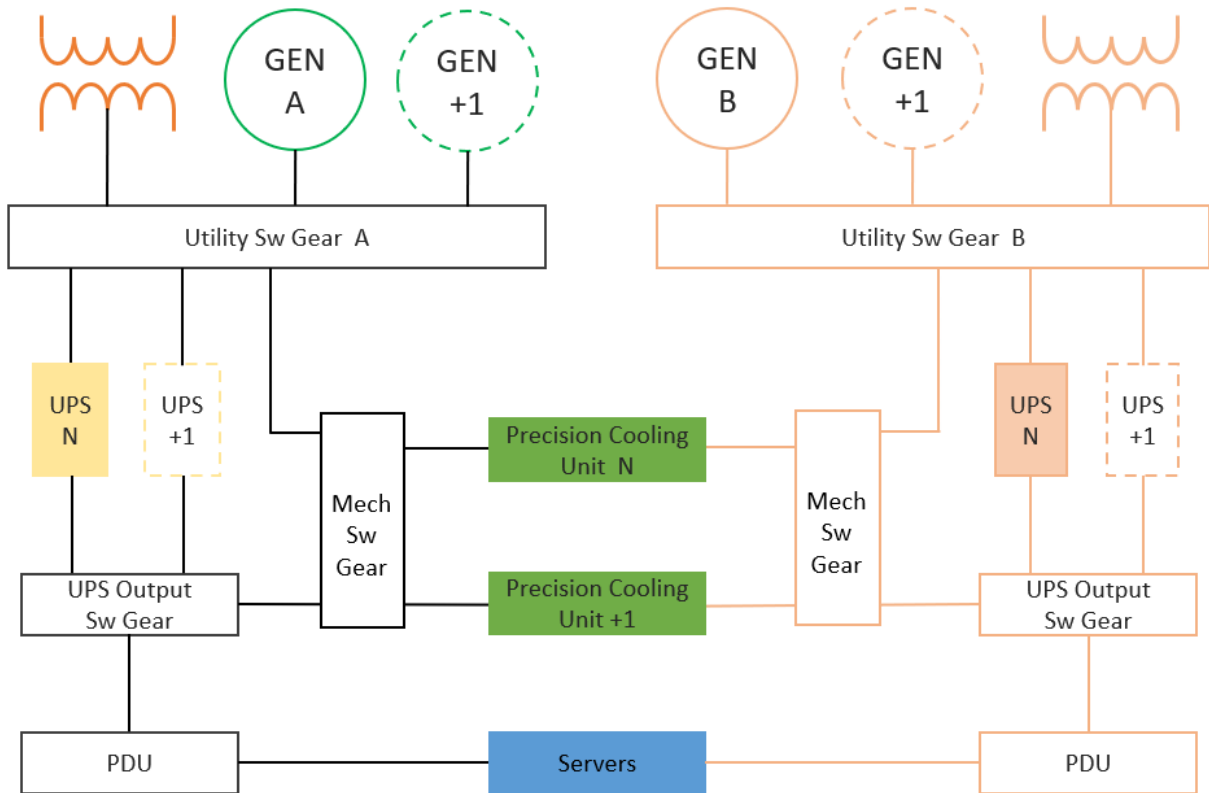 GEN
A
GEN
+1
GEN
B
GEN
+1
Utility Sw Gear A
Utility Sw Gear B
UPS
N
UPS
+1
UPS
N
UPS
+1
Precision Cooling
Unit N
Mech
Sw
Gear
Mech
Sw
Gear
Precision Cooling
Unit +1
UPS Output
Sw Gear
UPS Output
Sw Gear
PDU
Servers
PDU